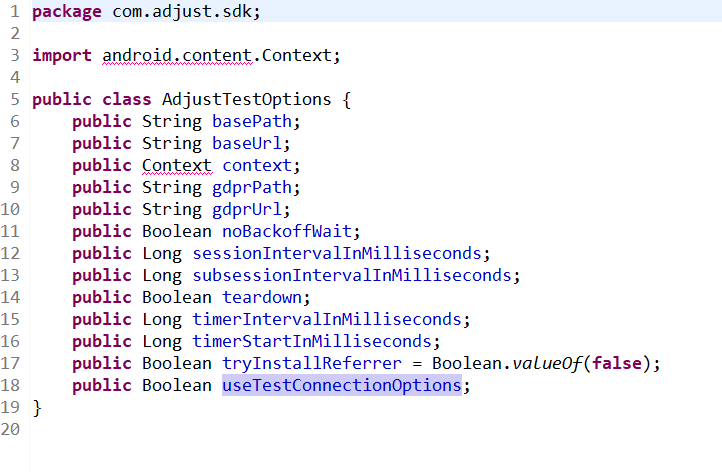 1 package com.adjust.sdk;
2
3 import android.content.Context;
4
5 public class AdjustTestOptions {
6     public String basePath;
7     public String baseUrl;
8     public Context context;
9     public String gdprPath;
10     public String gdprUrl;
11     public Boolean noBackoffWait;
12     public Long sessionIntervalInMilliseconds;
13     public Long subsessionIntervalInMilliseconds;
14     public Boolean teardown;
15     public Long timerIntervalInMilliseconds;
16     public Long timerStartInMilliseconds;
17     public Boolean tryInstallReferrer = Boolean.valueOf(false);
18     public Boolean useTestConnectionOptions;
19 }
20